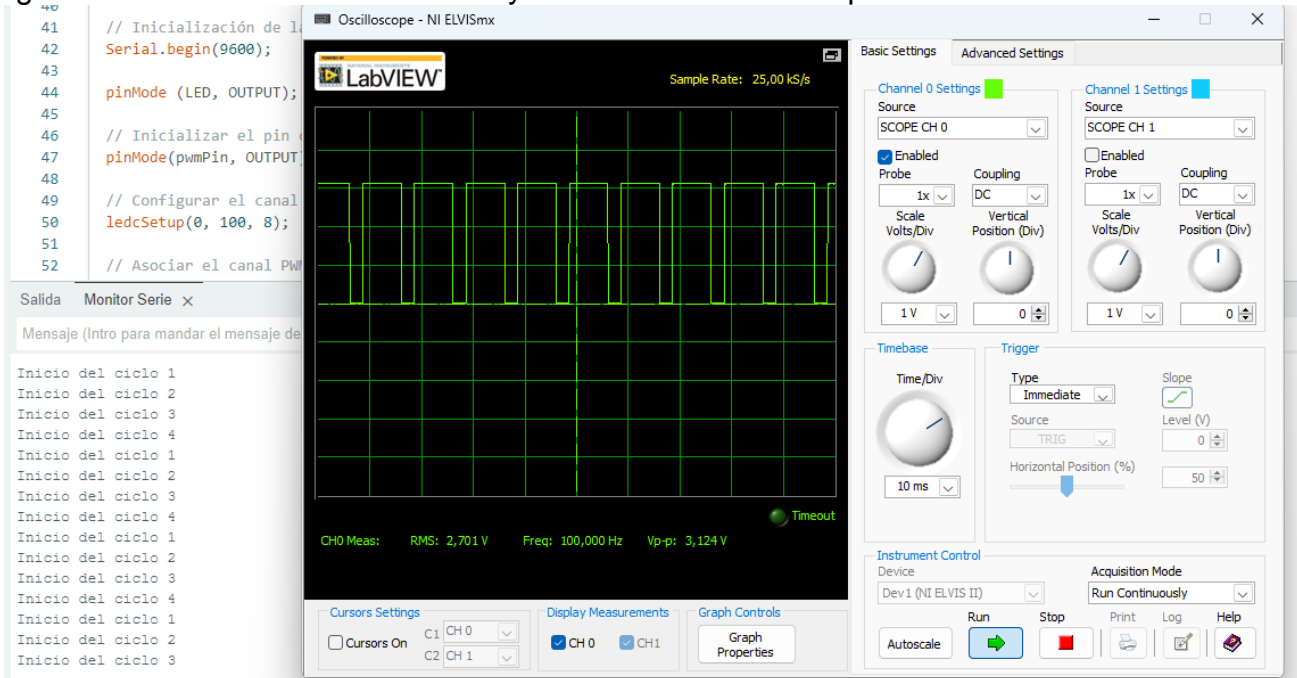 40
41 // Inicialización de l
42 Serial.begin(9600);
43
44 pinMode (LED, OUTPUT);
45
46 // Inicializar el pin
47 pinMode(pwmPin, OUTPUT
48
49 // Configurar el canal
50 ledcSetup(0, 100, 8);
51
52 // Asociar el canal PW
Salida Monitor Serie ×
Mensaje (Intro para mandar el mensaje de
Inicio del ciclo 1
Inicio del ciclo 2
Inicio del ciclo 3
Inicio del ciclo 4
Inicio del ciclo 1
Inicio del ciclo 2
Inicio del ciclo 3
Inicio del ciclo 4
Inicio del ciclo 1
Inicio del ciclo 2
Inicio del ciclo 3
Inicio del ciclo 4
Inicio del ciclo 1
Inicio del ciclo 2
Inicio del ciclo 3
Oscilloscope - NI ELVISmx
LabVIEW
Sample Rate: 25,00 kS/s
Timeout
CH0 Meas: RMS: 2,701 V Freq: 100,000 Hz Vp-p: 3,124 V
Cursors Settings
Cursors On
C1 CH 0
C2 CH 1
Display Measurements
CH 0 CH1
Graph Controls
Graph
Properties
Basic Settings Advanced Settings
Channel 0 Settings
Source
SCOPE CH 0
Enabled
Probe Coupling
1x DC
Scale Vertical
Volts/Div Position (Div)
1 V 0
Channel 1 Settings
Source
SCOPE CH 1
Enabled
Probe Coupling
1x DC
Scale Vertical
Volts/Div Position (Div)
1 V 0
Timebase
Time/Div
10 ms
Trigger
Type Slope
Immediate
Source Level (V)
TRIG 0
Horizontal Position (%)
50
Instrument Control
Device Acquisition Mode
Dev1 (NI ELVIS II) Run Continuously
Run Stop Print Log Help
Autoscale